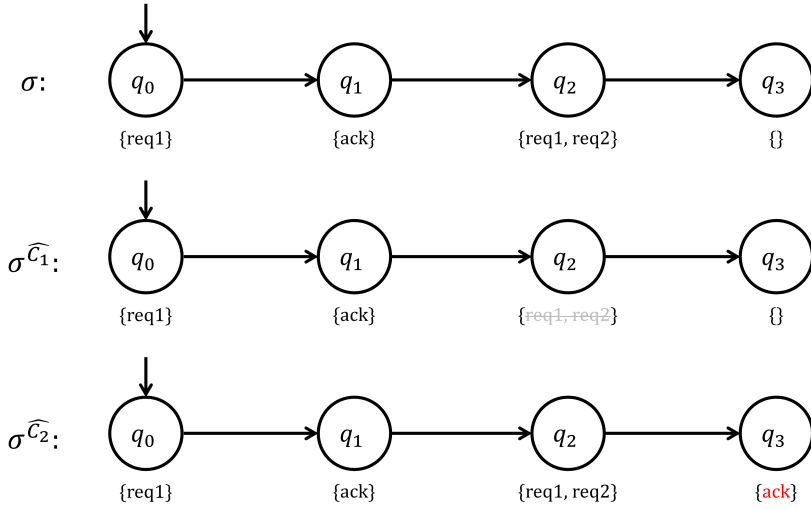 σ: q₀ q₁ q₂ q₃
{req1} {ack} {req1, req2} {}
σ^Ĉ₁: q₀ q₁ q₂ q₃
{req1} {ack} {req1, req2} {}
σ^Ĉ₂: q₀ q₁ q₂ q₃
{req1} {ack} {req1, req2} {ack}